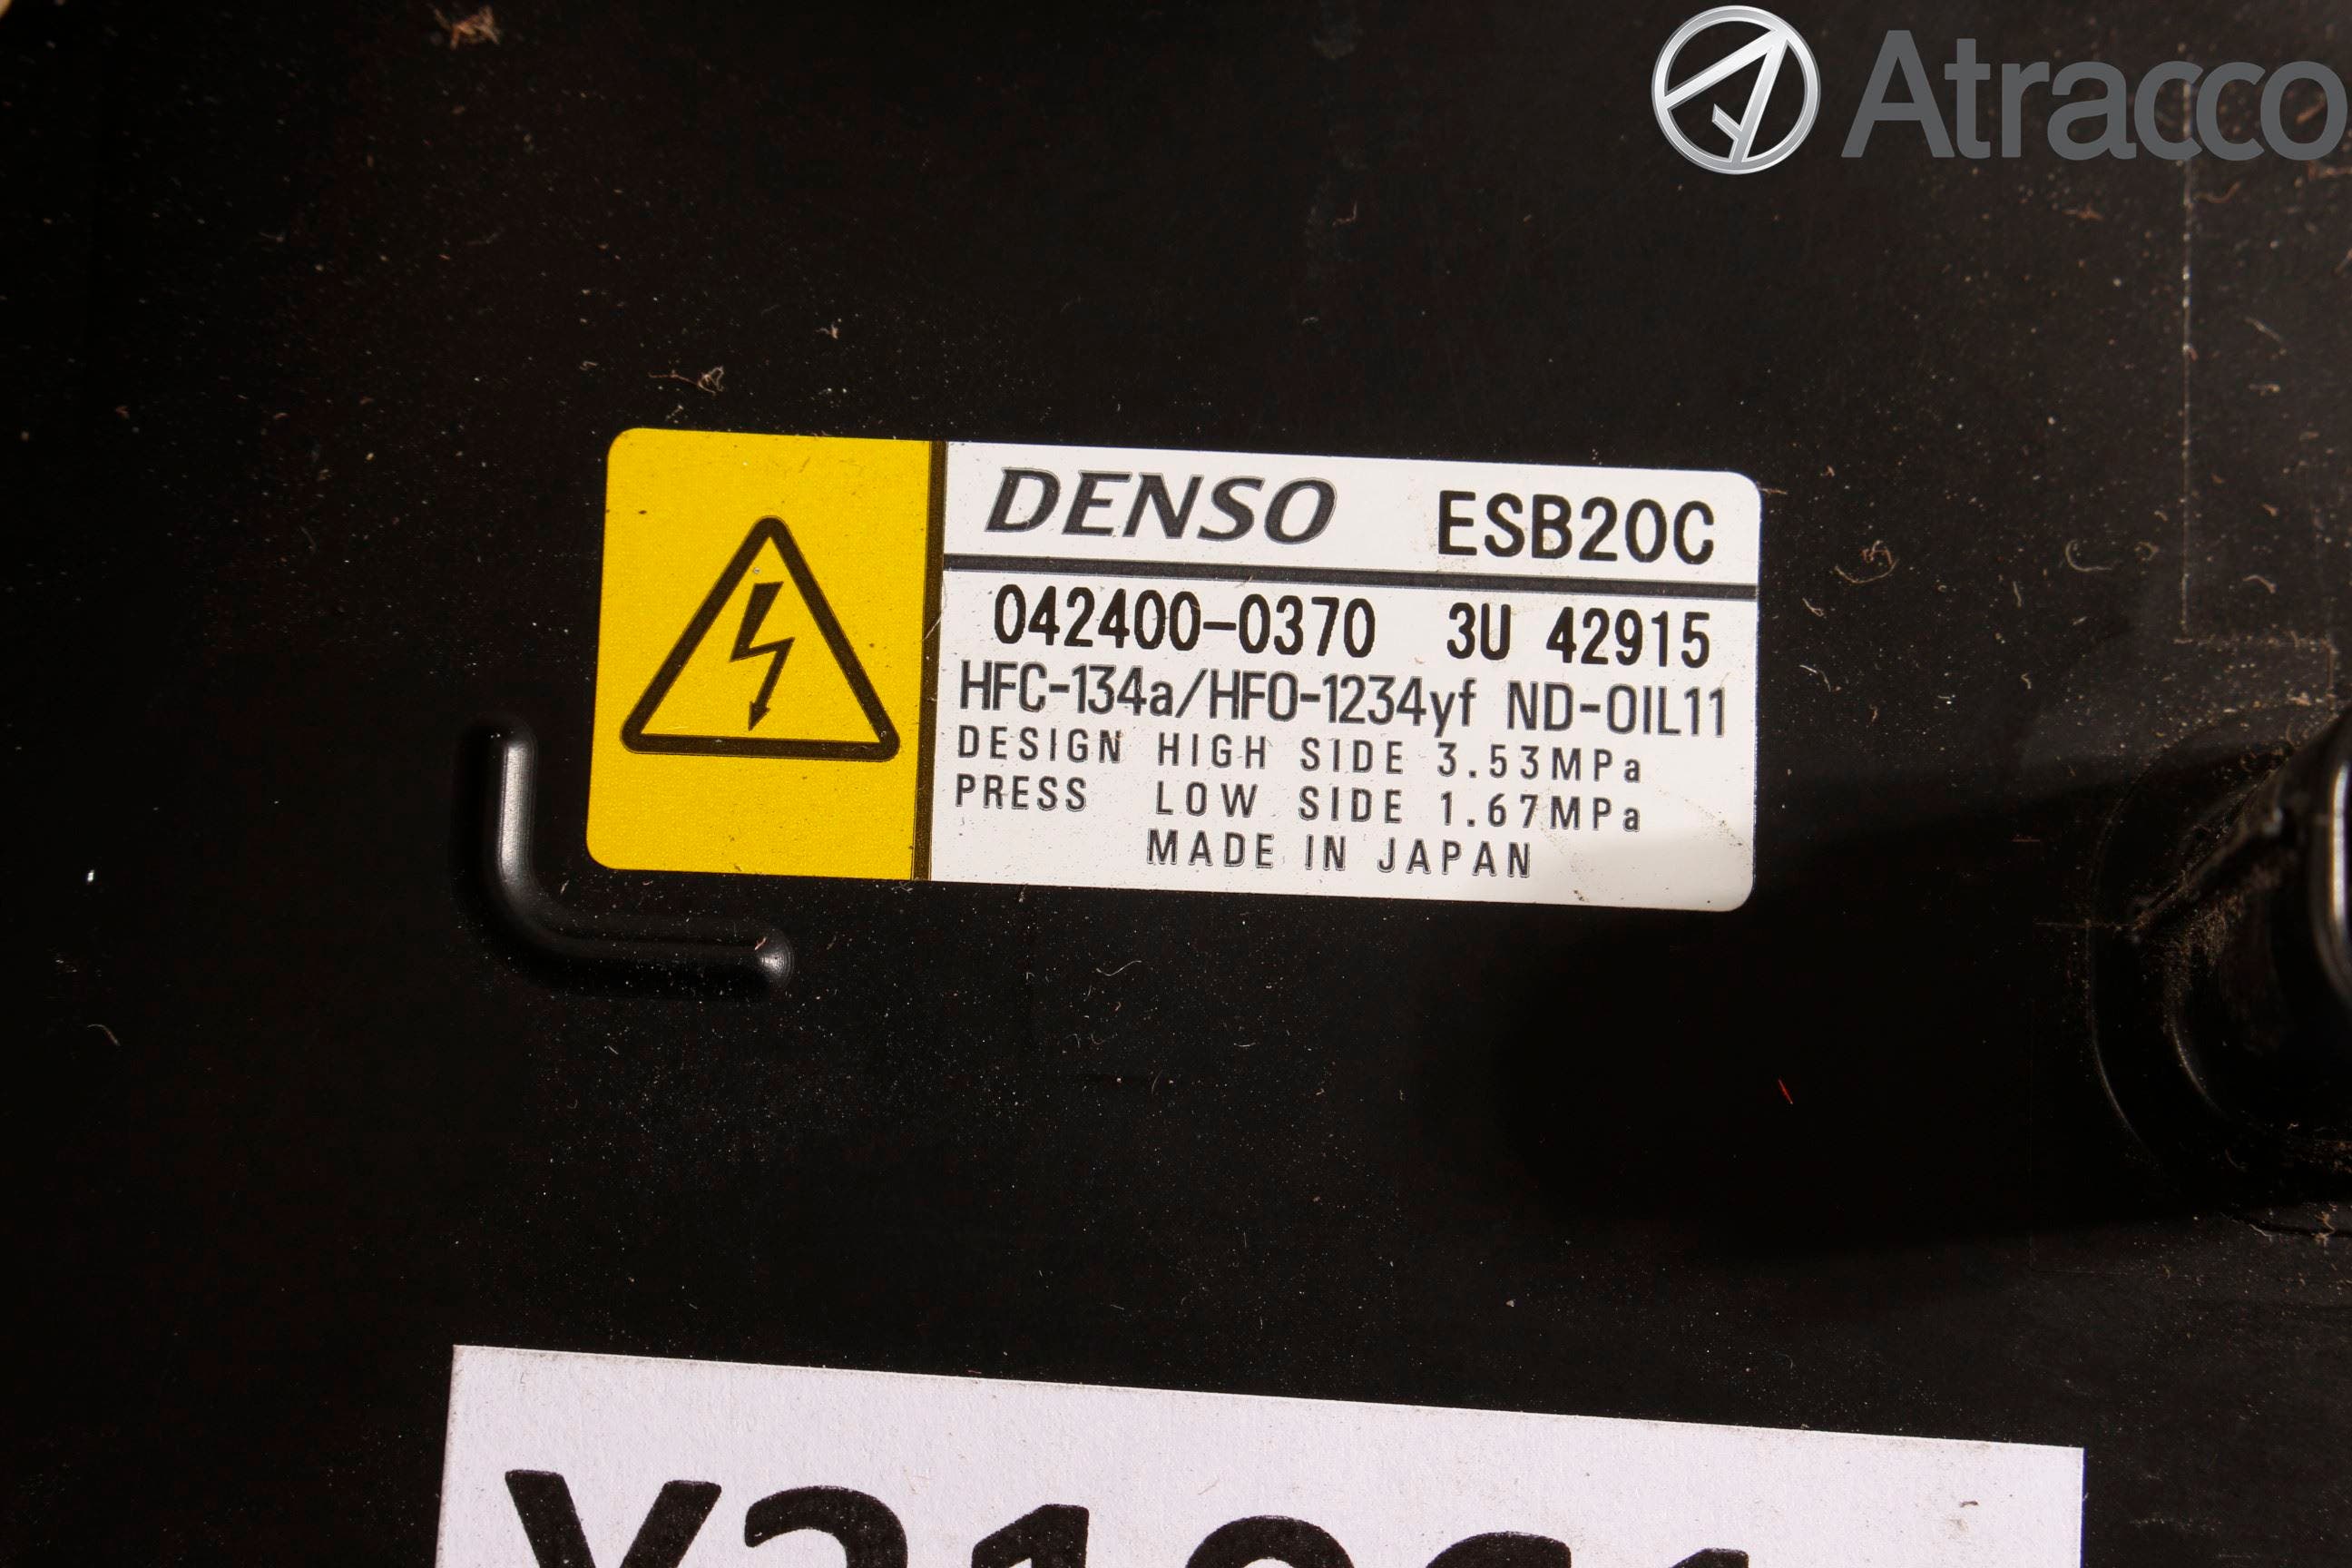 Atracco
DENSO ESB20C
042400-0370 3U 42915
HFC-134a/HFO-1234yf ND-OIL11
DESIGN HIGH SIDE 3.53MPa
PRESS LOW SIDE 1.67MPa
MADE IN JAPAN